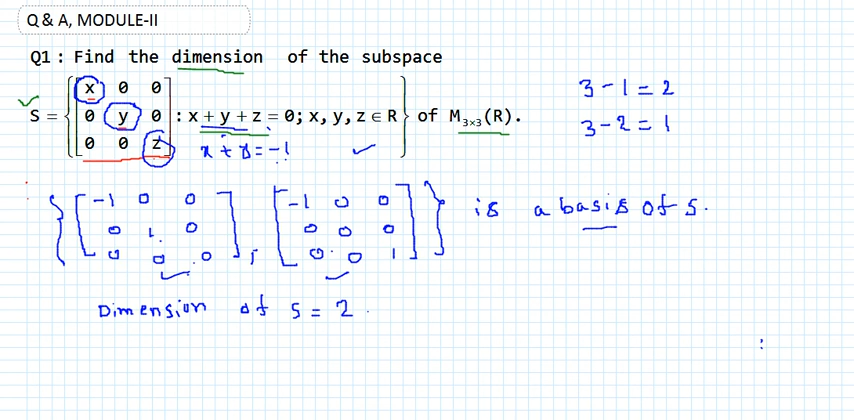 Q & A, MODULE-II
Q1 : Find the dimension of the subspace
S = { [ x 0 0
0 y 0
0 0 z ] : x + y + z = 0; x, y, z ∈ R } of M₃ₓ₃(R).
3 - 1 = 2
3 - 2 = 1
x + z = -1
{ [ -1 0 0
0 1 0
0 0 0 ] , [ -1 0 0
0 0 0
0 0 1 ] } is a basis of S.
Dimension of S = 2.